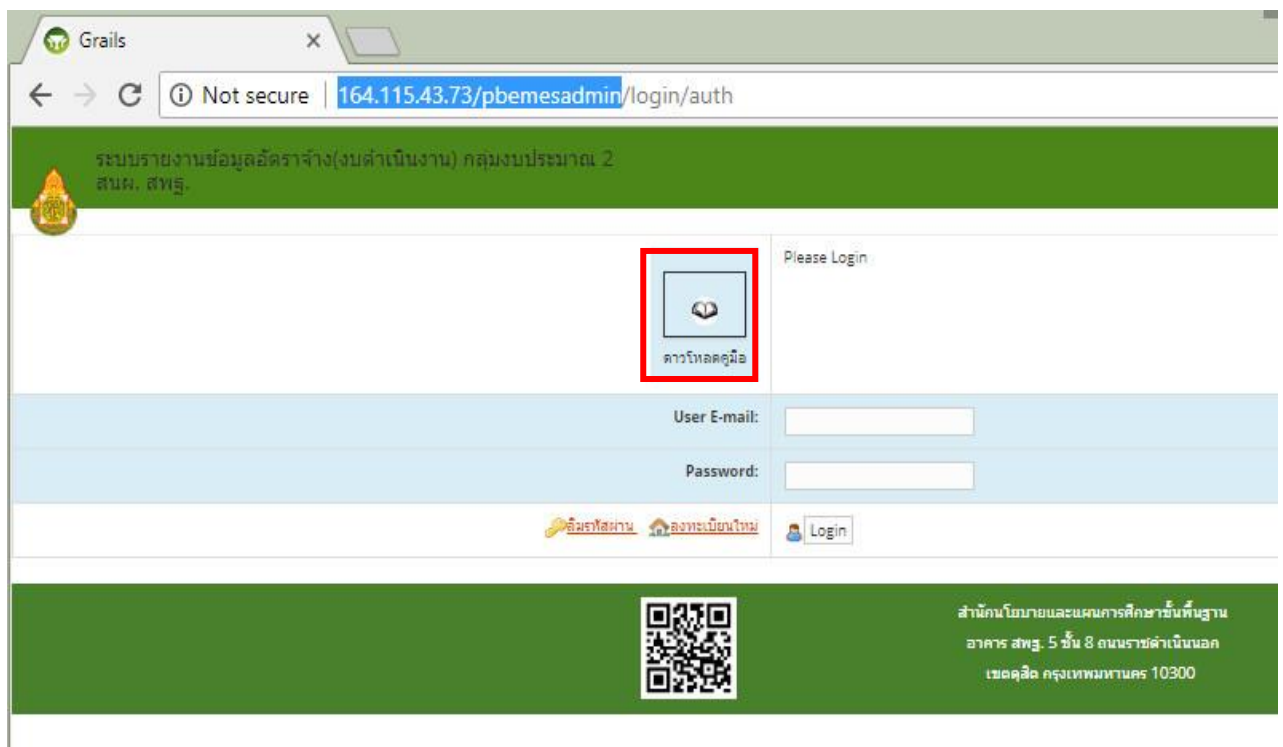 Grails
Not secure | 164.115.43.73/pbemesadmin/login/auth
ระบบรายงานข้อมูลอัตราจ้าง(งบดำเนินงาน) กลุ่มงบประมาณ 2
สนผ. สพฐ.
Please Login
ดาวโหลดคู่มือ
User E-mail:
Password:
ลืมรหัสผ่าน ลงทะเบียนใหม่ Login
สำนักนโยบายและแผนการศึกษาขั้นพื้นฐาน
อาคาร สพฐ. 5 ชั้น 8 ถนนราชดำเนินนอก
เขตดุสิต กรุงเทพมหานคร 10300